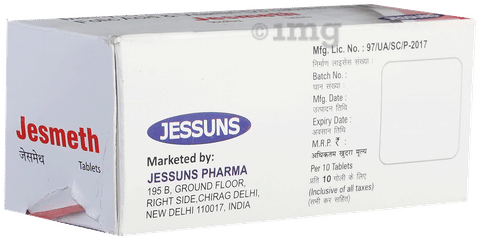 1mg
Jesmeth
जेसमेथ
Tablets
JESSUNS
Marketed by:
JESSUNS PHARMA
195 B, GROUND FLOOR,
RIGHT SIDE,CHIRAG DELHI,
NEW DELHI 110017, INDIA
Mfg. Lic. No. : 97/UA/SC/P-2017
निर्माण लाइसेंस संख्या :
Batch No. :
घान संख्या
Mfg. Date :
उत्पादन तिथि
Expiry Date :
अवसान तिथि
M.R.P. ₹ :
अधिकतम खुदरा मूल्य
Per 10 Tablets
प्रति 10 गोली के लिए
(Inclusive of all taxes)
(सभी कर सहित)